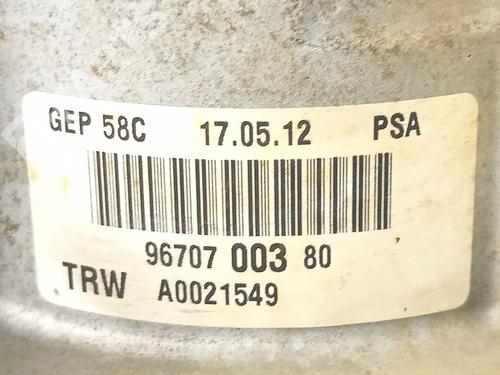 GEP 58C 17.05.12 PSA
96707 003 80
TRW A0021549